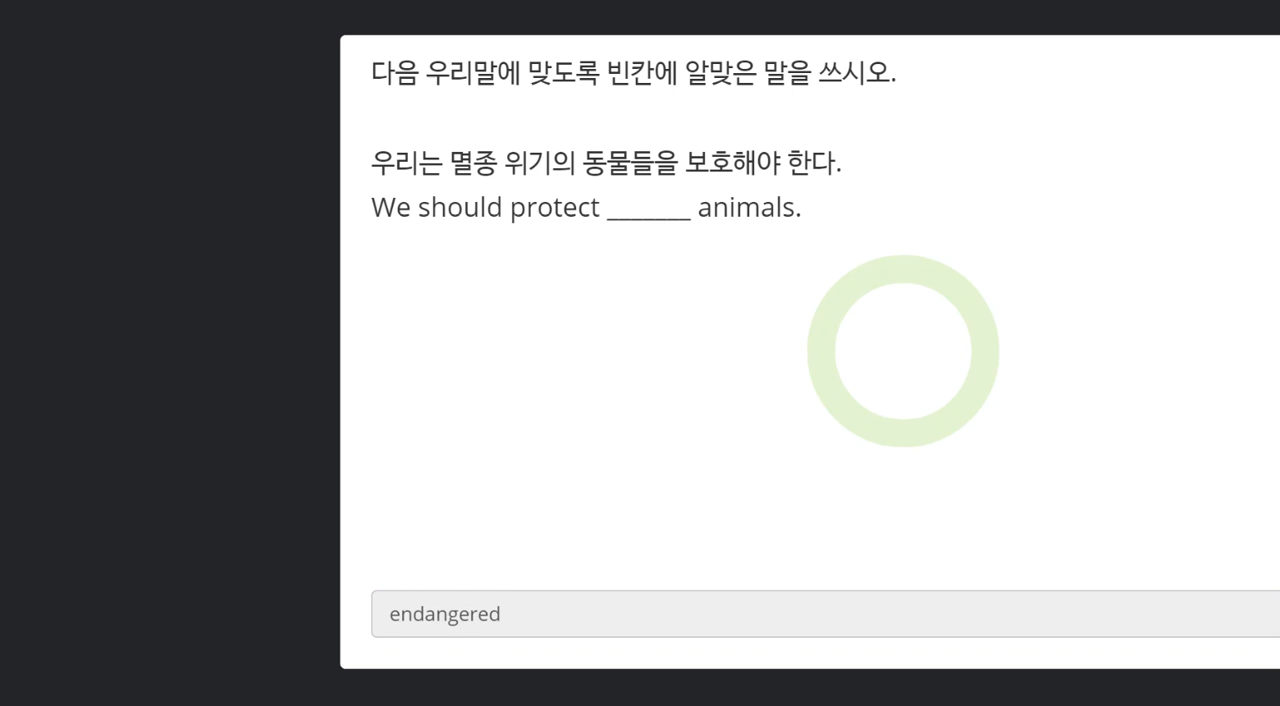 다음 우리말에 맞도록 빈칸에 알맞은 말을 쓰시오.
우리는 멸종 위기의 동물들을 보호해야 한다.
We should protect _______ animals.
endangered